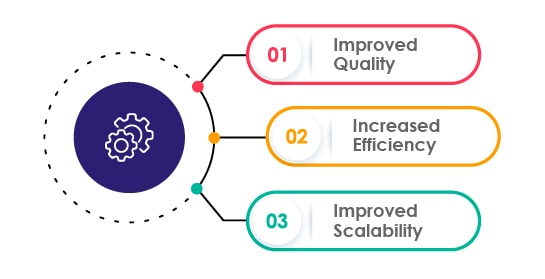 01
Improved
Quality
02
Increased
Efficiency
03
Improved
Scalability